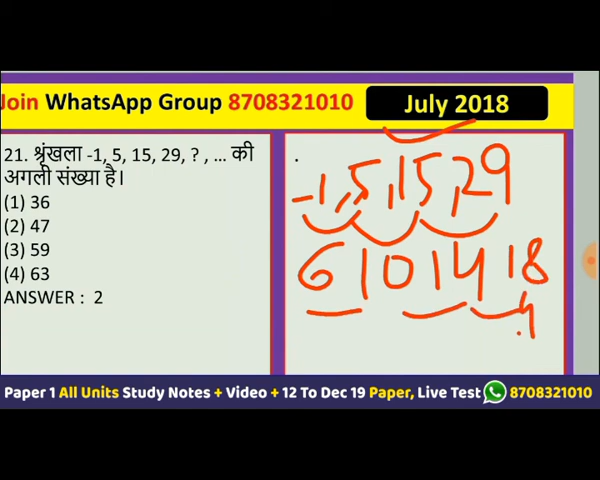 Join WhatsApp Group 8708321010
July 2018
21. श्रृंखला -1, 5, 15, 29, ? , ... की
अगली संख्या है।
(1) 36
(2) 47
(3) 59
(4) 63
ANSWER : 2
-1, 5, 15, 29
6 10 14 18
4
Paper 1 All Units Study Notes + Video + 12 To Dec 19 Paper, Live Test 8708321010